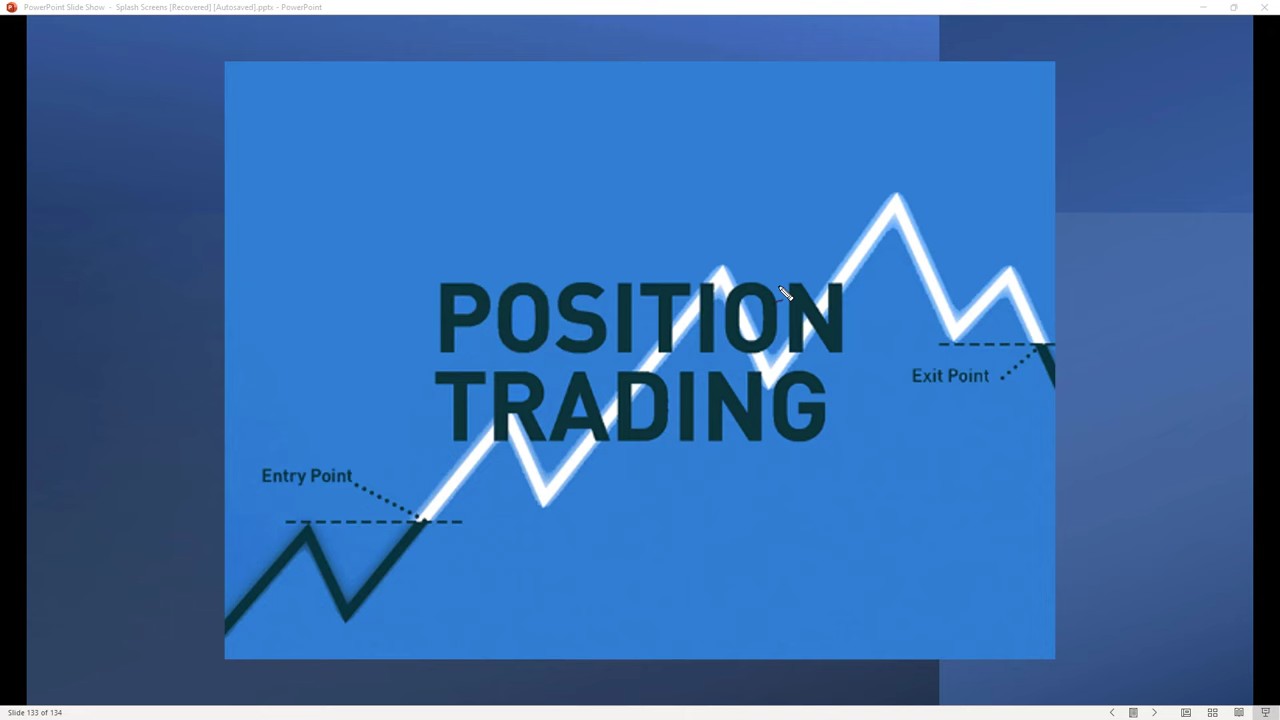 PowerPoint Slide Show - Splash Screens [Recovered] [Autosaved].pptx - PowerPoint
POSITION
TRADING
Exit Point
Entry Point
Slide 133 of 134